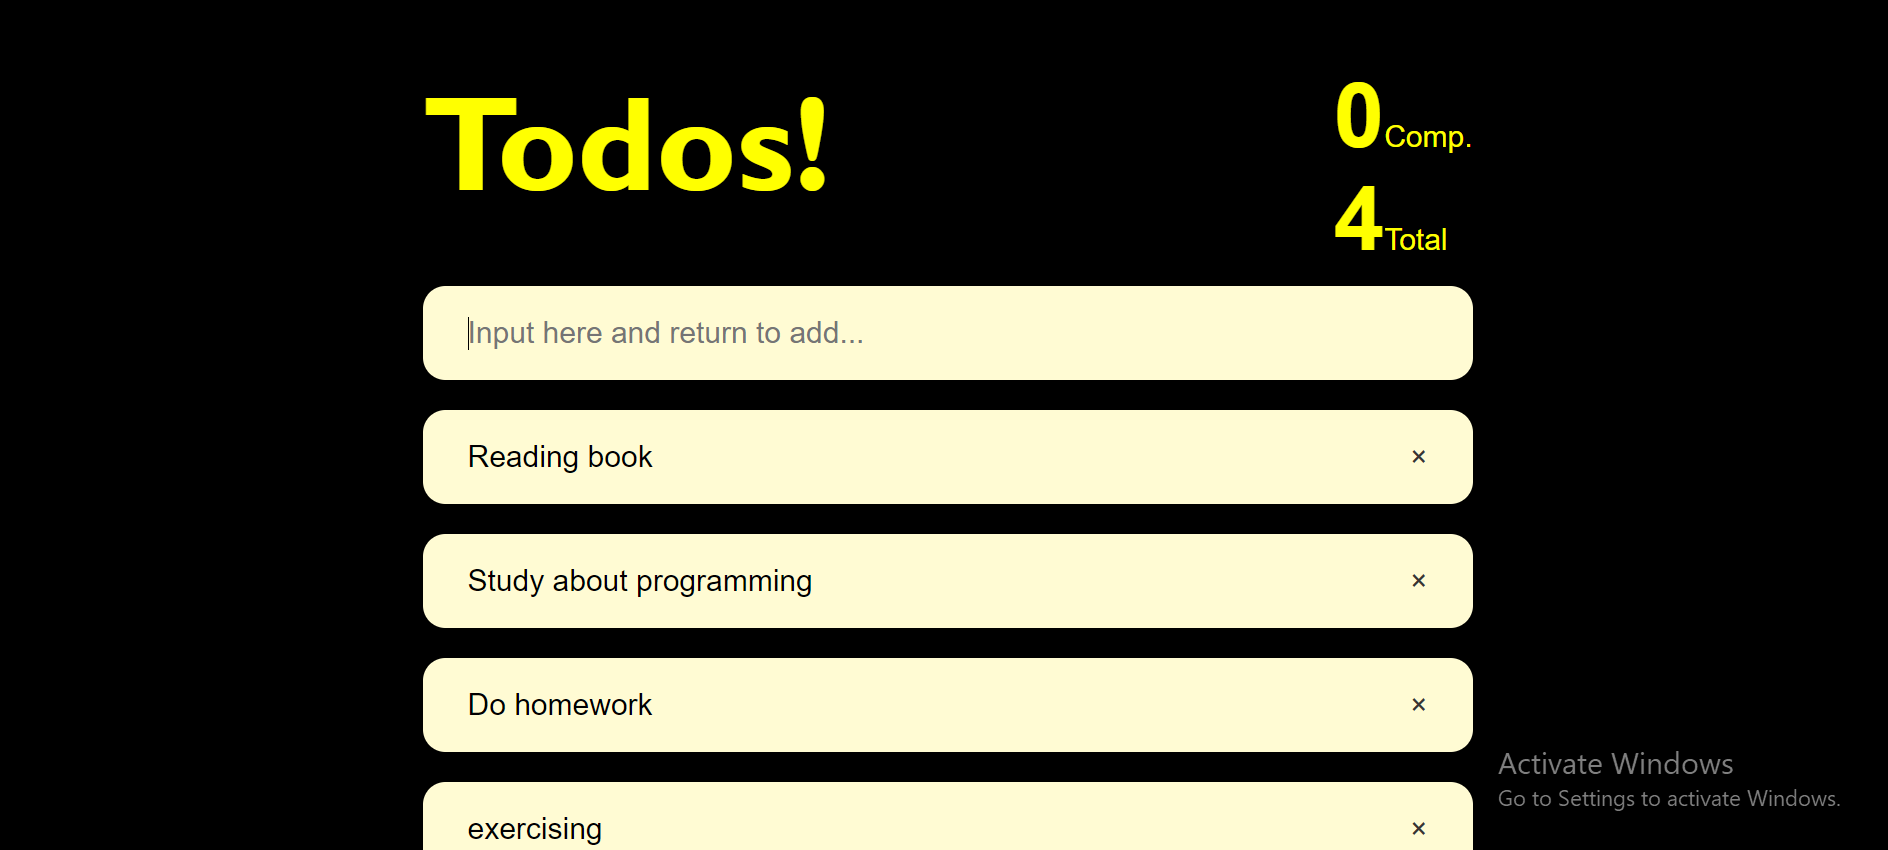 Todos!
0 Comp.
4 Total
Input here and return to add...
Reading book ×
Study about programming ×
Do homework ×
exercising ×
Activate Windows
Go to Settings to activate Windows.